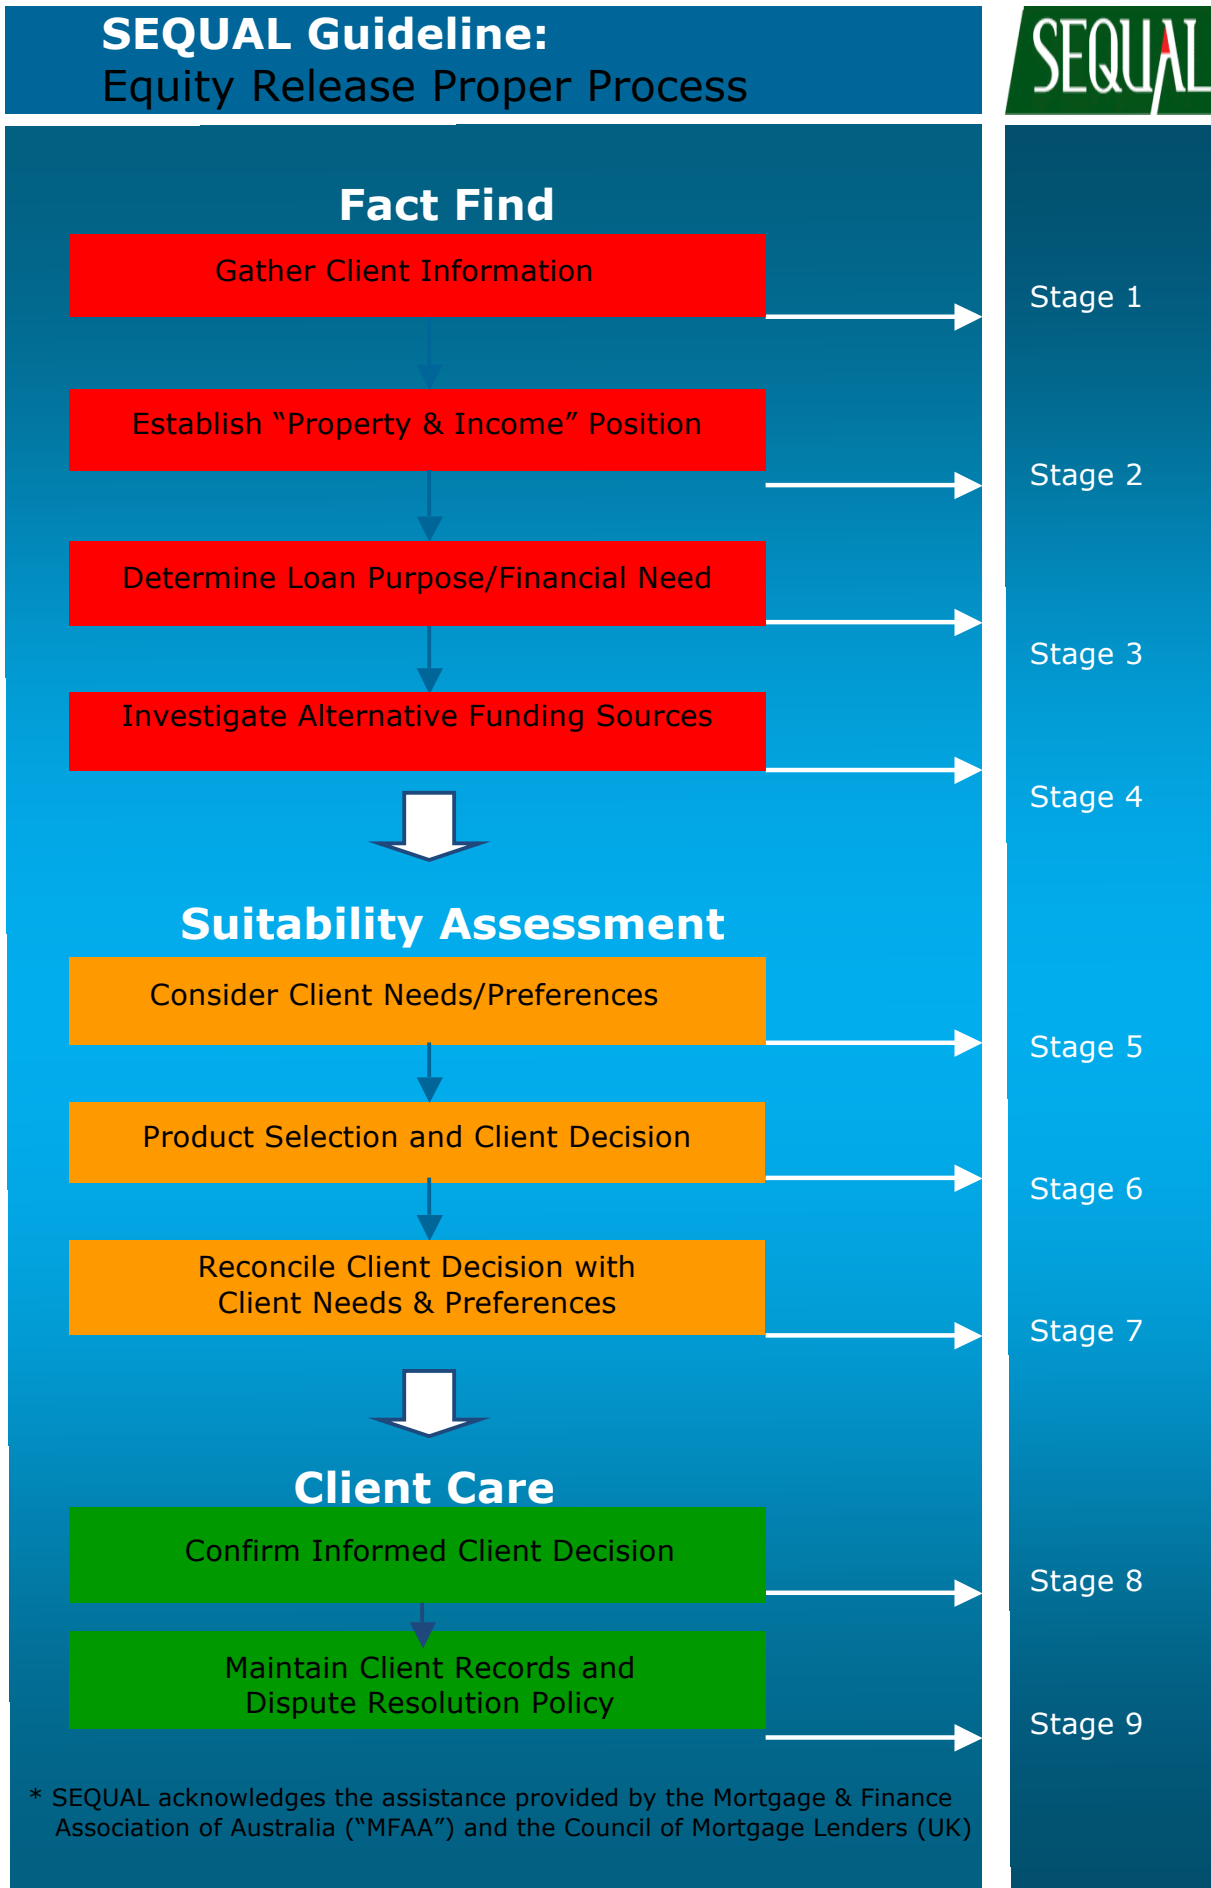 SEQUAL Guideline:
Equity Release Proper Process
SEQUAL
Fact Find
Gather Client Information
Stage 1
Establish “Property & Income” Position
Stage 2
Determine Loan Purpose/Financial Need
Stage 3
Investigate Alternative Funding Sources
Stage 4
Suitability Assessment
Consider Client Needs/Preferences
Stage 5
Product Selection and Client Decision
Stage 6
Reconcile Client Decision with
Client Needs & Preferences
Stage 7
Client Care
Confirm Informed Client Decision
Stage 8
Maintain Client Records and
Dispute Resolution Policy
Stage 9
* SEQUAL acknowledges the assistance provided by the Mortgage & Finance
Association of Australia (“MFAA”) and the Council of Mortgage Lenders (UK)